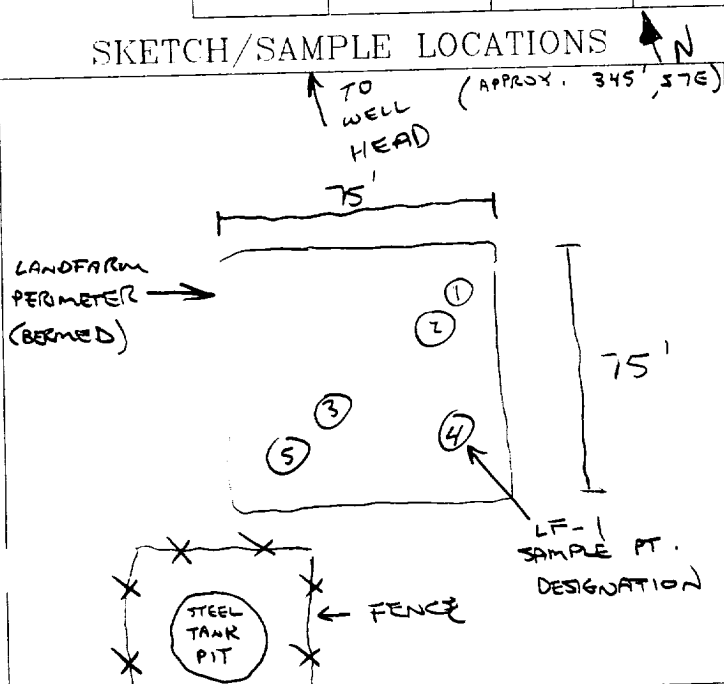 SKETCH/SAMPLE LOCATIONS
N
TO
WELL
HEAD
(APPROX. 345', S7E)
75'
LANDFARM
PERIMETER
(BERMED)
1
2
75'
3
4
5
LF-1
SAMPLE PT.
DESIGNATION
FENCE
STEEL
TANK
PIT